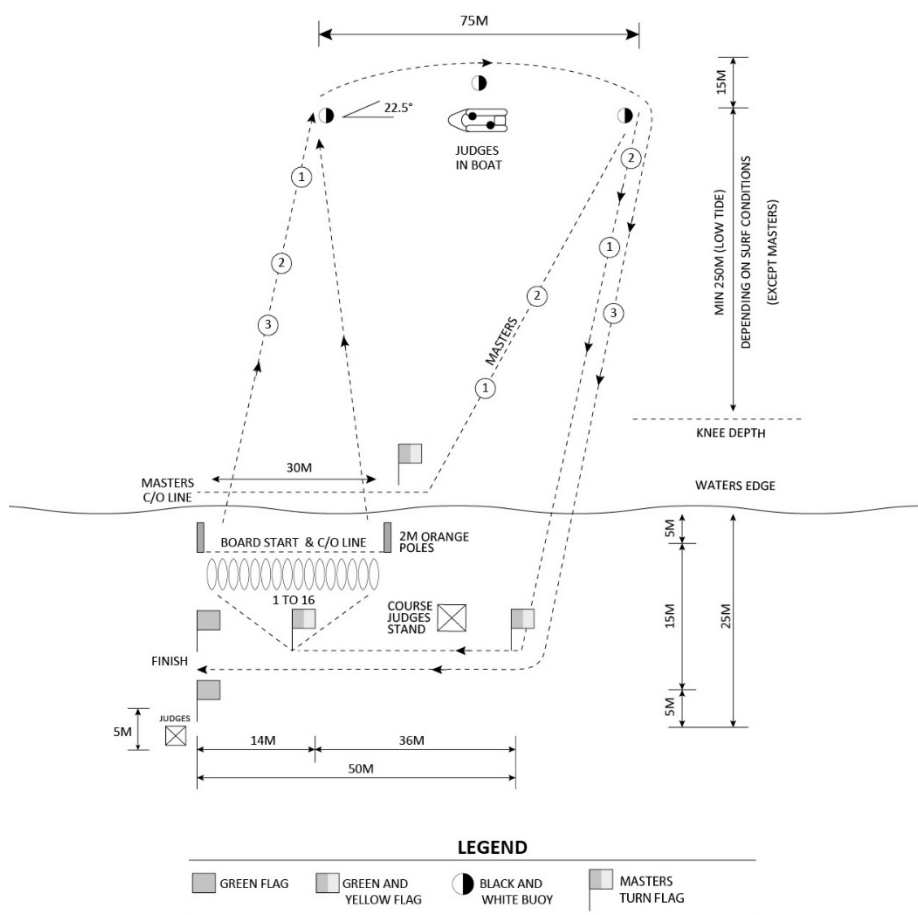 75M
15M
22.5°
JUDGES
IN BOAT
2
1
2
1
3
2
3
MASTERS
1
MIN 250M (LOW TIDE)
DEPENDING ON SURF CONDITIONS
(EXCEPT MASTERS)
KNEE DEPTH
30M
MASTERS
C/O LINE
WATERS EDGE
BOARD START & C/O LINE
2M ORANGE
POLES
5M
1 TO 16
COURSE
JUDGES
STAND
15M
25M
FINISH
5M
JUDGES
5M
14M
36M
50M
LEGEND
GREEN FLAG
GREEN AND
YELLOW FLAG
BLACK AND
WHITE BUOY
MASTERS
TURN FLAG